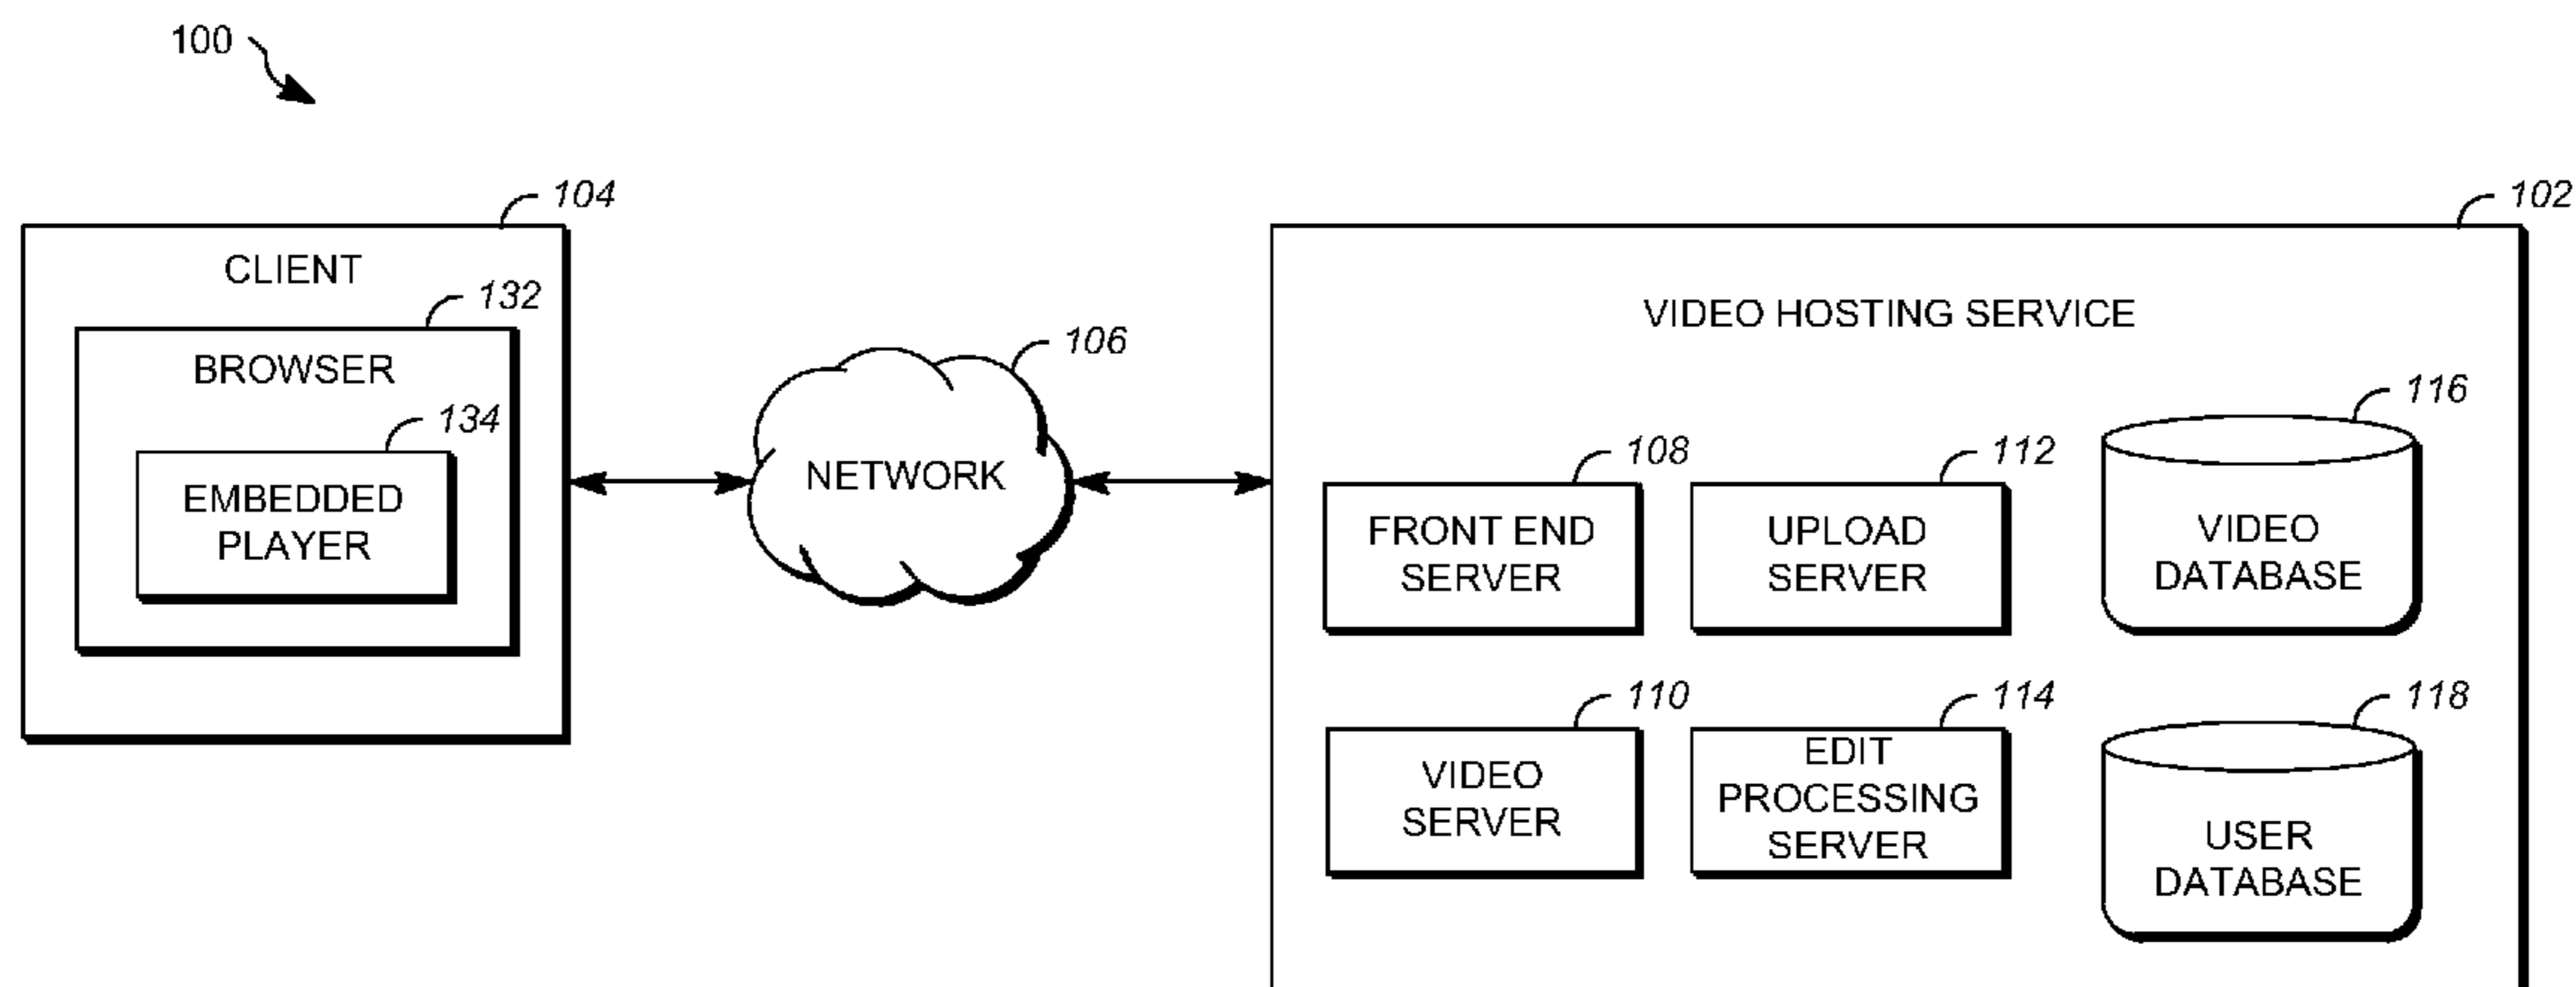 100
104
CLIENT
132
BROWSER
134
EMBEDDED
PLAYER
106
NETWORK
102
VIDEO HOSTING SERVICE
108
FRONT END
SERVER
112
UPLOAD
SERVER
116
VIDEO
DATABASE
110
VIDEO
SERVER
114
EDIT
PROCESSING
SERVER
118
USER
DATABASE